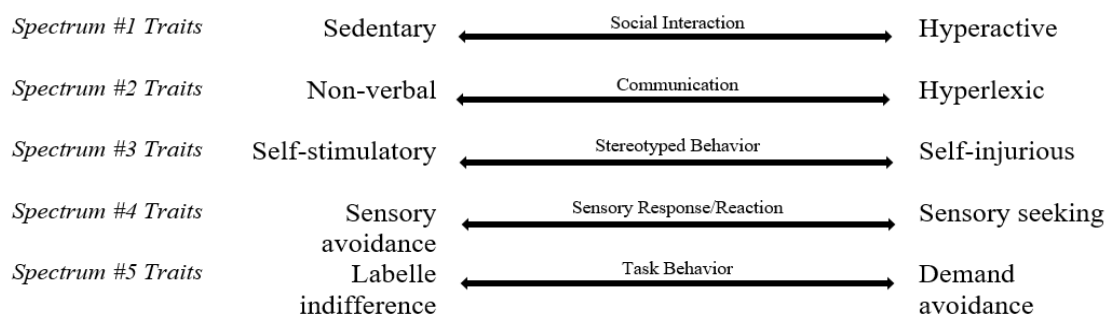 Spectrum #1 Traits Sedentary Social Interaction Hyperactive
Spectrum #2 Traits Non-verbal Communication Hyperlexic
Spectrum #3 Traits Self-stimulatory Stereotyped Behavior Self-injurious
Spectrum #4 Traits Sensory Sensory Response/Reaction Sensory seeking
avoidance
Spectrum #5 Traits Labelle Task Behavior Demand
indifference avoidance